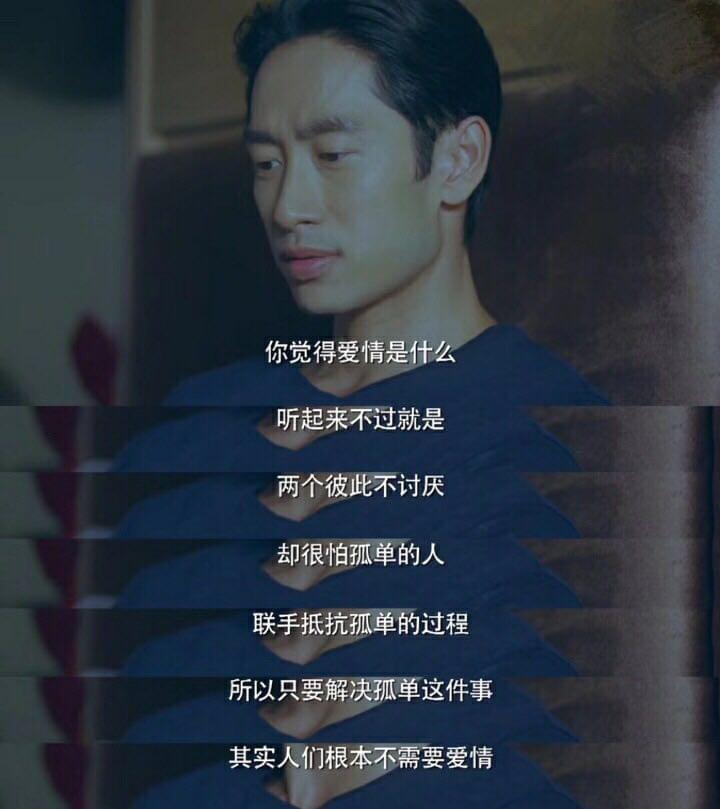 你觉得爱情是什么
听起来不过就是
两个彼此不讨厌
却很怕孤单的人
联手抵抗孤单的过程
所以只要解决孤单这件事
其实人们根本不需要爱情